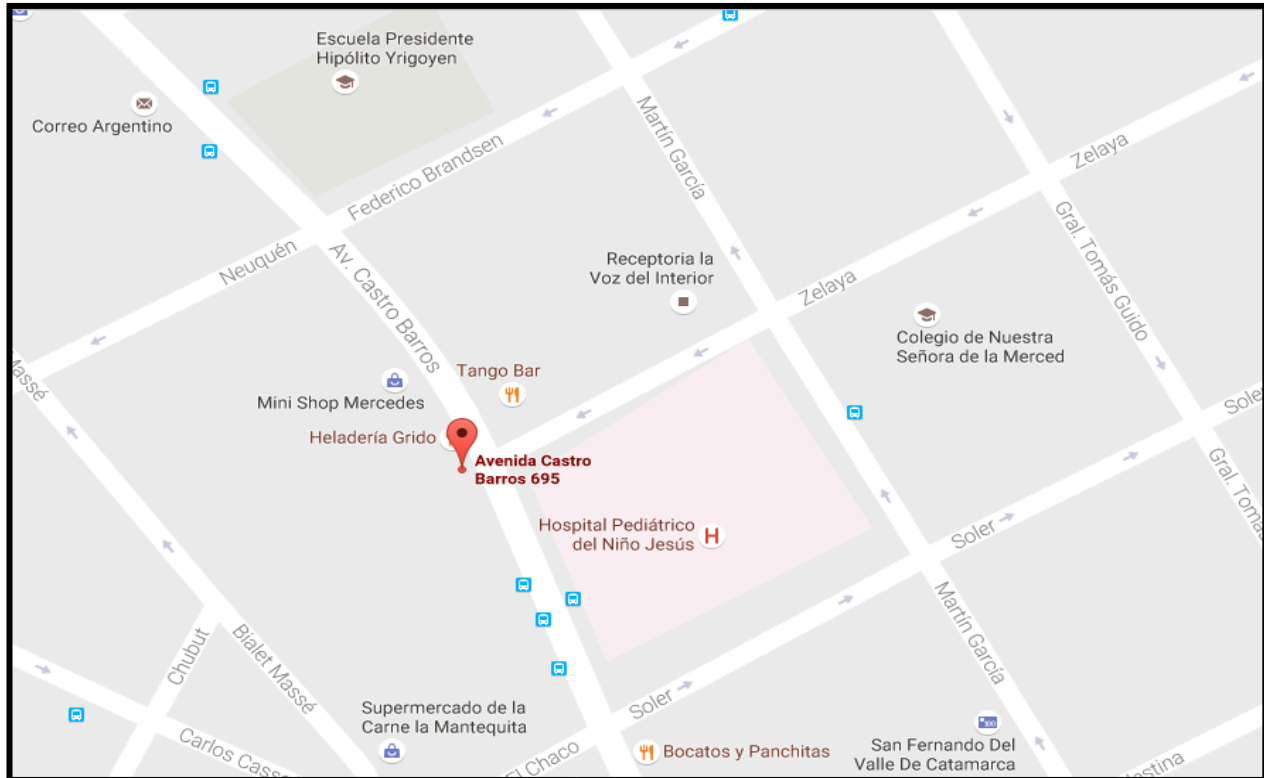 Escuela Presidente
Hipólito Yrigoyen
Correo Argentino
Martín García
Federico Brandsen
Zelaya
Neuquén
Av. Castro Barros
Receptoria la
Voz del Interior
Zelaya
Gral. Tomás Guido
Colegio de Nuestra
Señora de la Merced
Massé
Tango Bar
Mini Shop Mercedes
Heladería Grido
Avenida Castro
Barros 695
Soler
Gral. Tomás
Hospital Pediátrico
del Niño Jesús
H
Soler
Martín García
Chubut
Bialet Massé
Soler
Supermercado de la
Carne la Mantequita
Carlos Casso
El Chaco
Bocatos y Panchitas
San Fernando Del
Valle De Catamarca